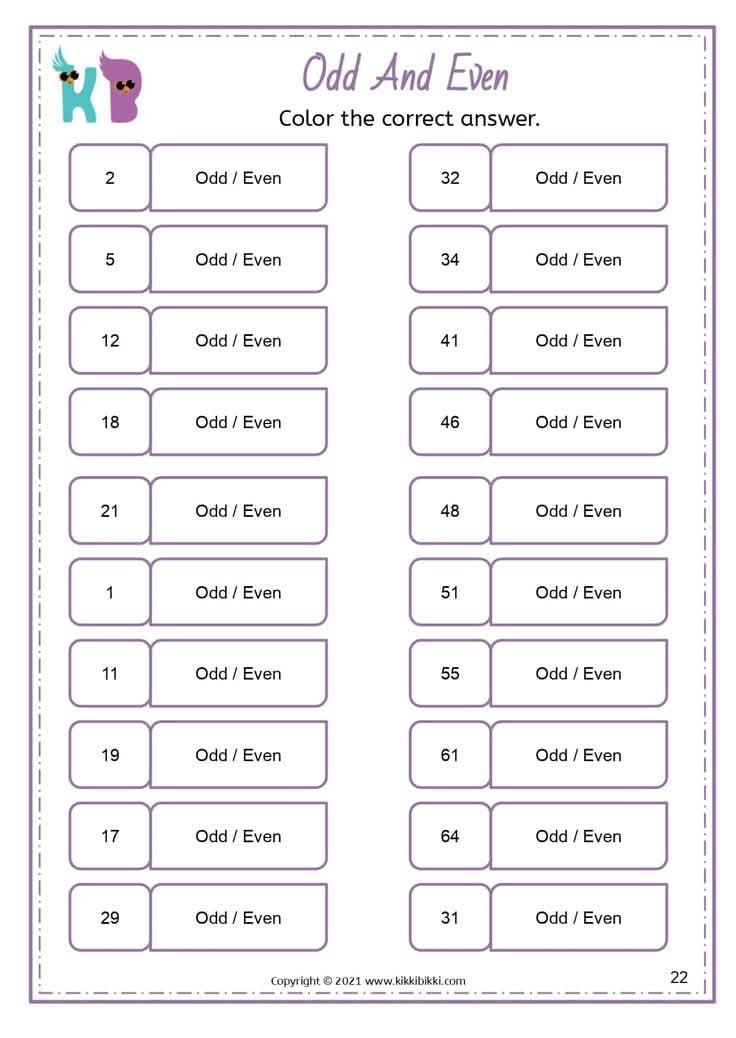 KB
Odd And Even
Color the correct answer.
2 Odd / Even
32 Odd / Even
5 Odd / Even
34 Odd / Even
12 Odd / Even
41 Odd / Even
18 Odd / Even
46 Odd / Even
21 Odd / Even
48 Odd / Even
1 Odd / Even
51 Odd / Even
11 Odd / Even
55 Odd / Even
19 Odd / Even
61 Odd / Even
17 Odd / Even
64 Odd / Even
29 Odd / Even
31 Odd / Even
Copyright © 2021 www.kikkibikki.com
22